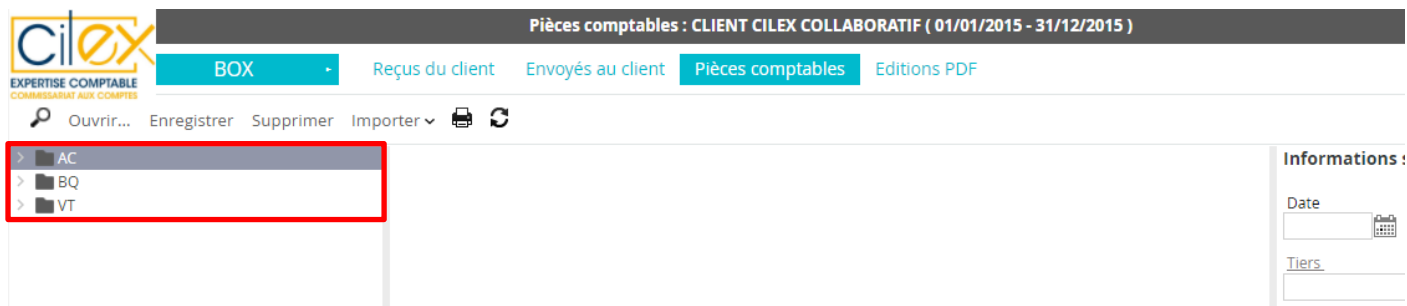 Cilex
EXPERTISE COMPTABLE
COMMISSARIAT AUX COMPTES
Pièces comptables : CLIENT CILEX COLLABORATIF ( 01/01/2015 - 31/12/2015 )
BOX Reçus du client Envoyés au client Pièces comptables Editions PDF
Ouvrir... Enregistrer Supprimer Importer
AC
BQ
VT
Informations s
Date
Tiers